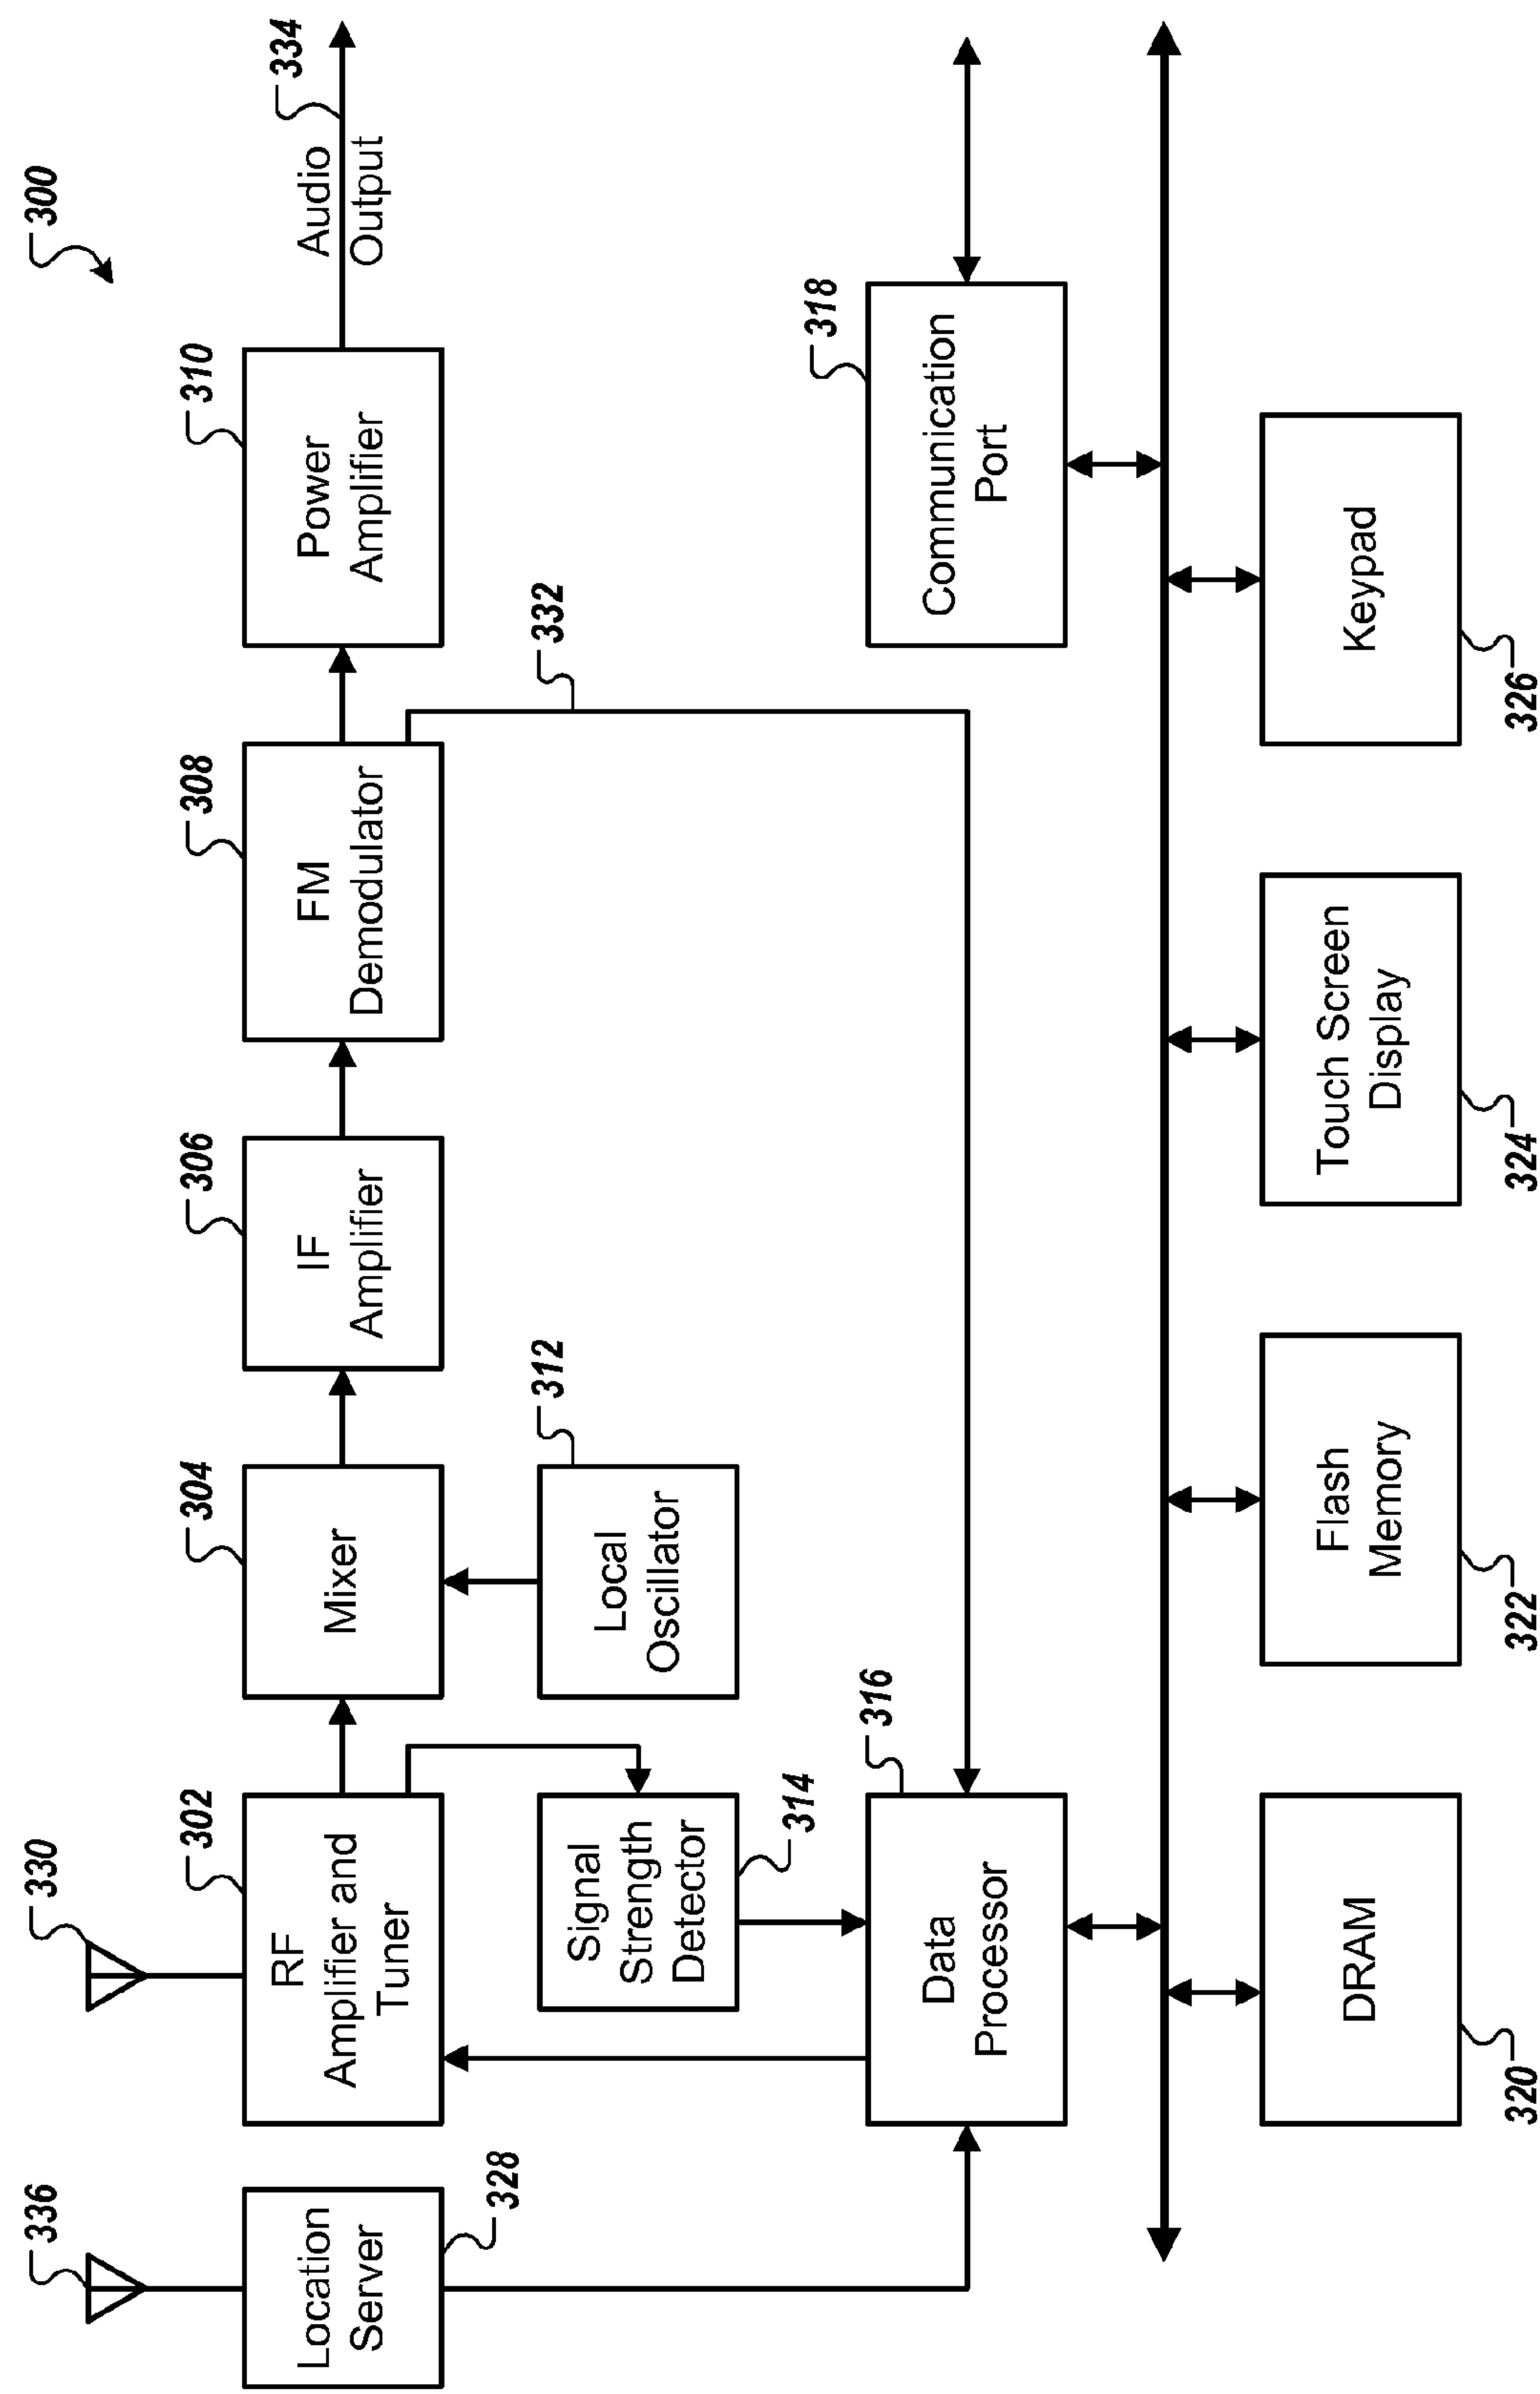 300
336
330
Location
Server
328
RF
Amplifier and
Tuner
302
Mixer
304
IF
Amplifier
306
FM
Demodulator
308
Power
Amplifier
310
Audio
Output
334
Signal
Strength
Detector
314
Local
Oscillator
312
332
Data
Processor
316
Communication
Port
318
DRAM
320
Flash
Memory
322
Touch Screen
Display
324
Keypad
326